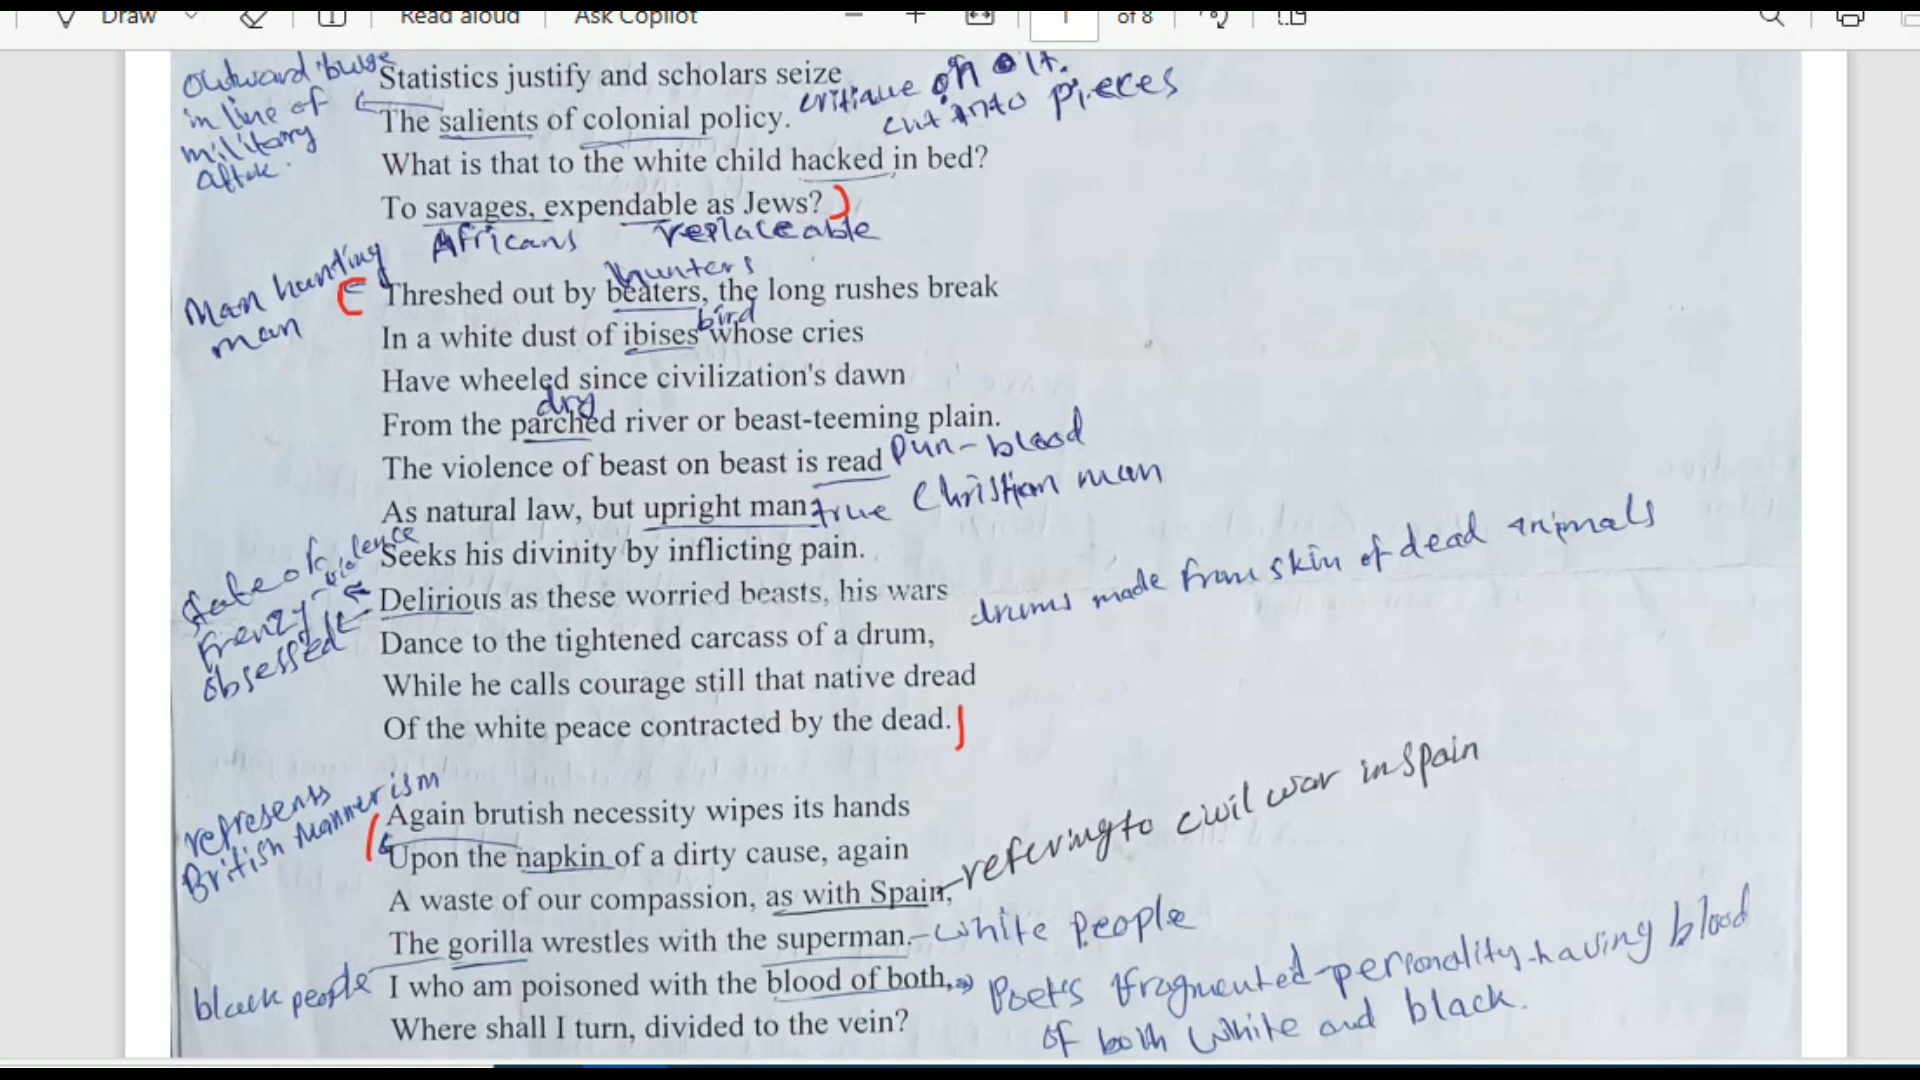 Draw
Read aloud
Ask Copilot
1 of 8
outward bulge
in line of
military
Statistics justify and scholars seize
critique on it.
The salients of colonial policy.
cut into pieces
What is that to the white child hacked in bed?
To savages, expendable as Jews?
Africans
replaceable
Man hunting
man
hunters
Threshed out by beaters, the long rushes break
bird
In a white dust of ibises whose cries
Have wheeled since civilization's dawn
dry
From the parched river or beast-teeming plain.
The violence of beast on beast is read
Pun - blood
As natural law, but upright man
true Christian man
Seeks his divinity by inflicting pain.
state of
frenzy - violence
obsessed
Delirious as these worried beasts, his wars
drums made from skin of dead animals
Dance to the tightened carcass of a drum,
While he calls courage still that native dread
Of the white peace contracted by the dead.
represents
British Mannerism
Again brutish necessity wipes its hands
Upon the napkin of a dirty cause, again
A waste of our compassion, as with Spain,
refering to civil war in Spain
The gorilla wrestles with the superman.
white people
black people
I who am poisoned with the blood of both,
Poet's fragmented personality having blood
of both white and black.
Where shall I turn, divided to the vein?